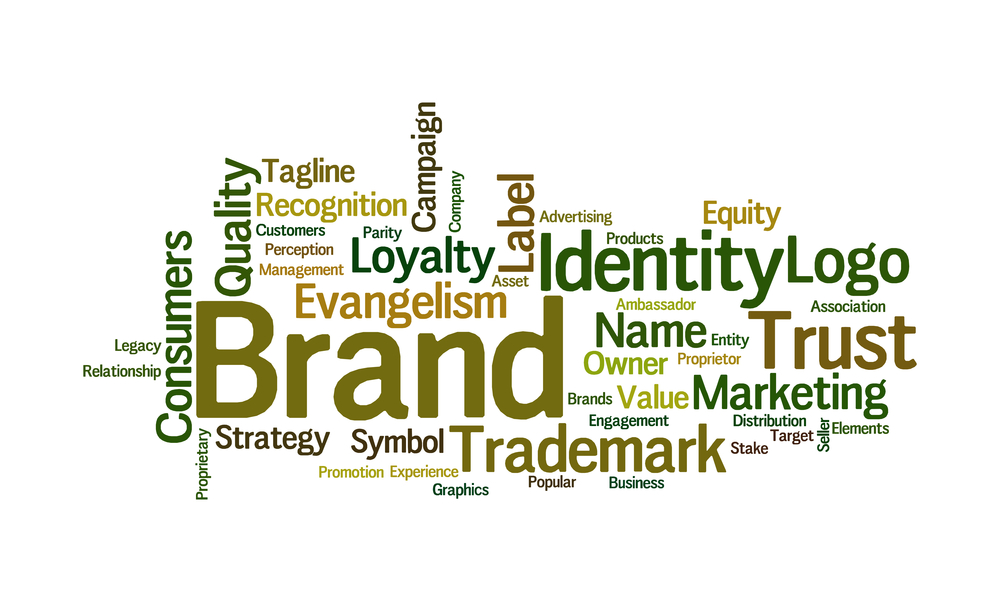 Campaign
Tagline
Quality
Company
Label
Recognition
Equity
Advertising
Customers
Parity
Products
Perception
Loyalty
Identity
Logo
Management
Asset
Consumers
Evangelism
Ambassador
Association
Brand
Name
Entity
Trust
Legacy
Owner
Proprietor
Relationship
Brands
Value
Marketing
Engagement
Distribution
Seller
Elements
Target
Strategy
Symbol
Trademark
Stake
Proprietary
Promotion
Experience
Graphics
Popular
Business